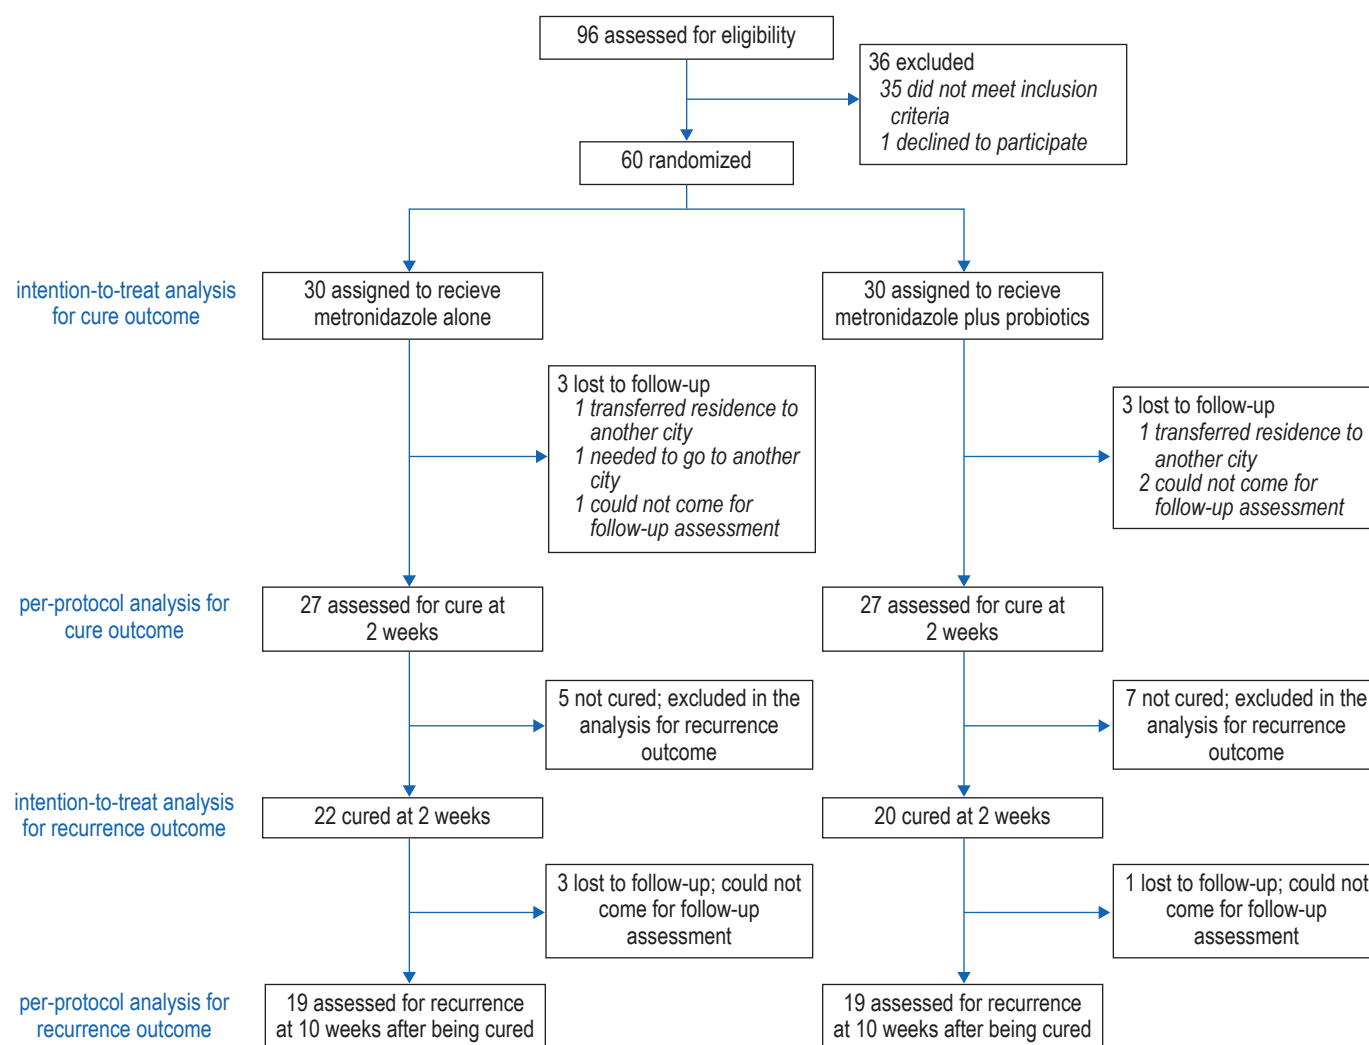 96 assessed for eligibility
36 excluded
35 did not meet inclusion
criteria
1 declined to participate
60 randomized
intention-to-treat analysis
for cure outcome
30 assigned to recieve
metronidazole alone
30 assigned to recieve
metronidazole plus probiotics
3 lost to follow-up
1 transferred residence to
another city
1 needed to go to another
city
1 could not come for
follow-up assessment
3 lost to follow-up
1 transferred residence to
another city
2 could not come for
follow-up assessment
per-protocol analysis for
cure outcome
27 assessed for cure at
2 weeks
27 assessed for cure at
2 weeks
5 not cured; excluded in the
analysis for recurrence
outcome
7 not cured; excluded in the
analysis for recurrence
outcome
intention-to-treat analysis
for recurrence outcome
22 cured at 2 weeks
20 cured at 2 weeks
3 lost to follow-up; could not
come for follow-up
assessment
1 lost to follow-up; could not
come for follow-up
assessment
per-protocol analysis for
recurrence outcome
19 assessed for recurrence
at 10 weeks after being cured
19 assessed for recurrence
at 10 weeks after being cured